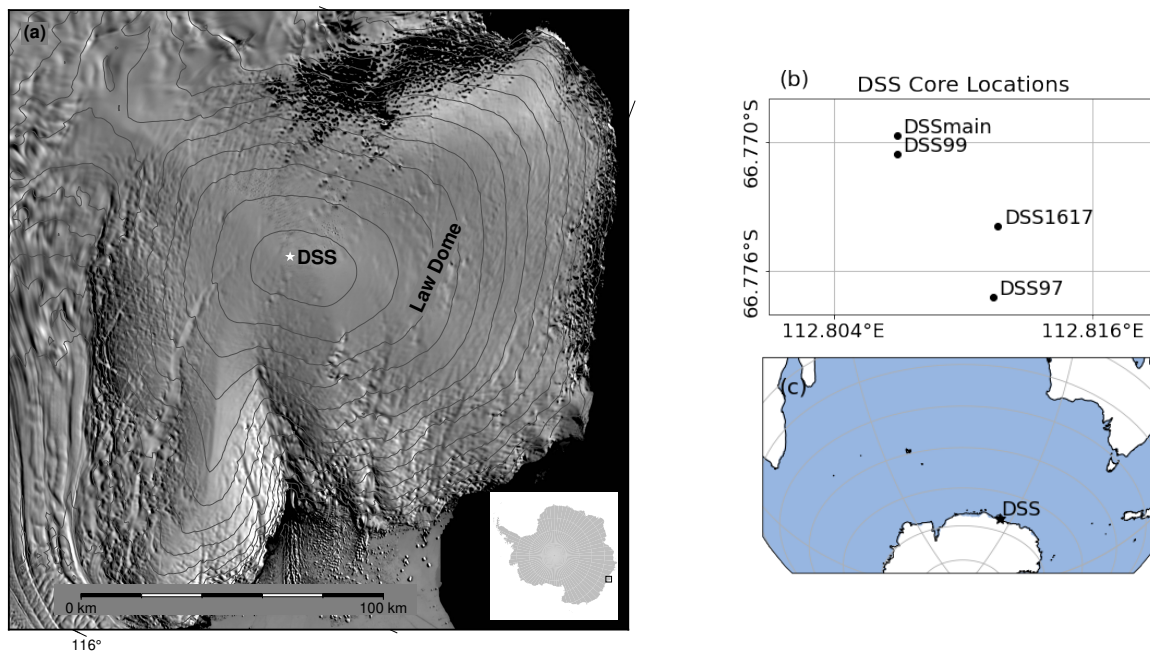 (a)
DSS
Law Dome
0 km
100 km
116°
(b)
DSS Core Locations
66.770°S
66.776°S
DSSmain
DSS99
DSS1617
DSS97
112.804°E
112.816°E
(c)
DSS